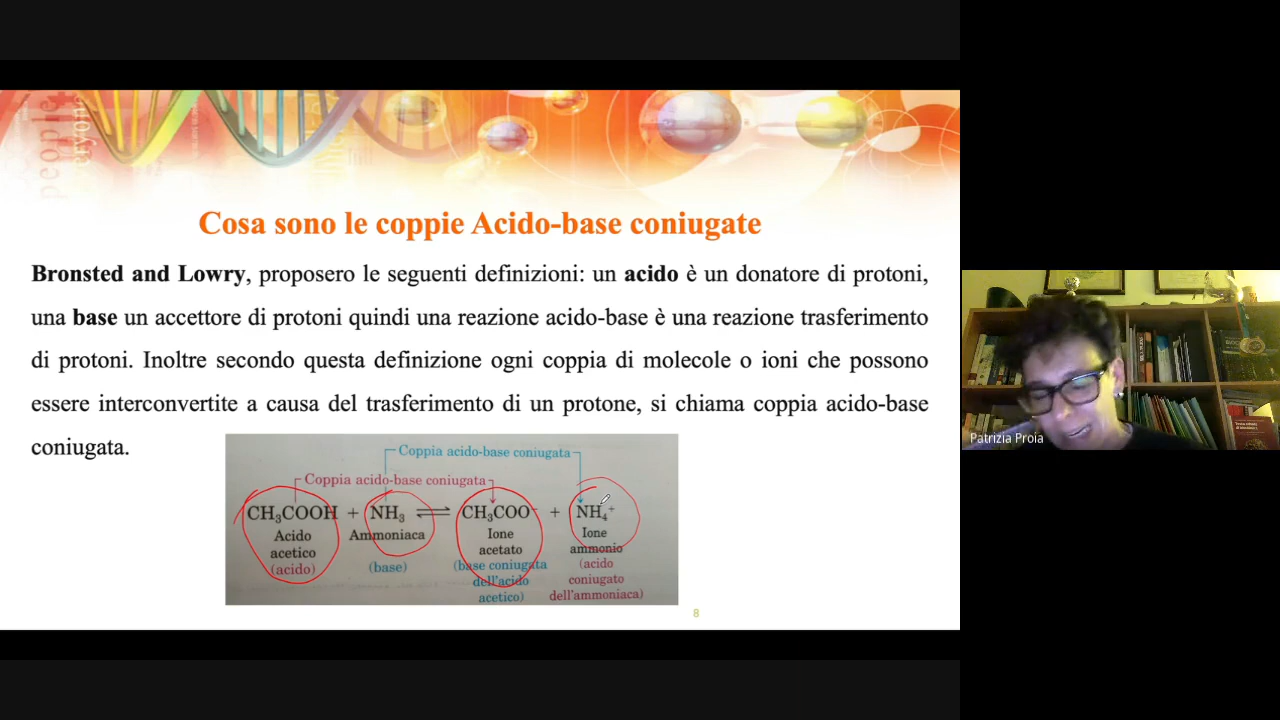 people
eryone
Cosa sono le coppie Acido-base coniugate
Bronsted and Lowry, proposero le seguenti definizioni: un acido è un donatore di protoni,
una base un accettore di protoni quindi una reazione acido-base è una reazione trasferimento
di protoni. Inoltre secondo questa definizione ogni coppia di molecole o ioni che possono
essere interconvertite a causa del trasferimento di un protone, si chiama coppia acido-base
coniugata.
Coppia acido-base coniugata
Coppia acido-base coniugata
CH₃COOH + NH₃ ⇌ CH₃COO⁻ + NH₄⁺
Acido Ammoniaca Ione Ione
acetico acetato ammonio
(acido) (base) (base coniugata (acido
dell'acido coniugato
acetico) dell'ammoniaca)
8
Patrizia Proia